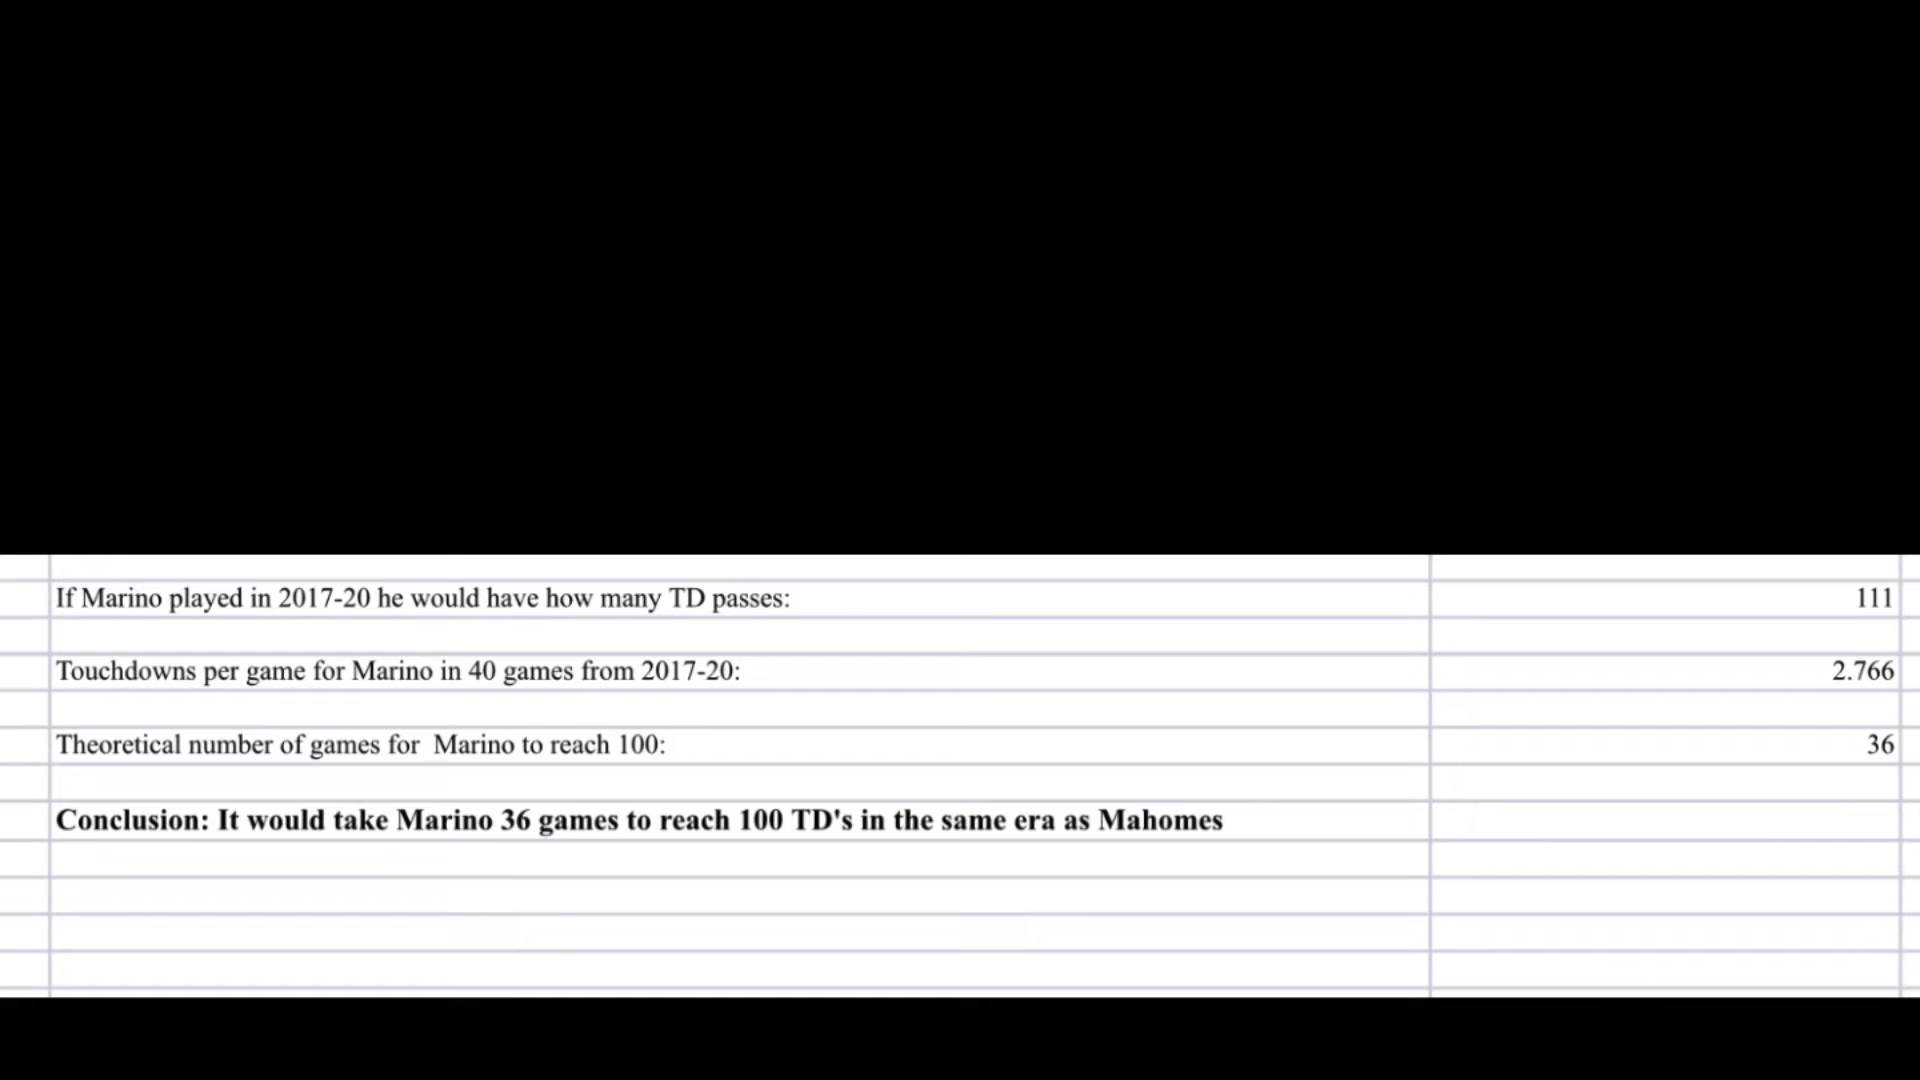 If Marino played in 2017-20 he would have how many TD passes: 111
Touchdowns per game for Marino in 40 games from 2017-20: 2.766
Theoretical number of games for  Marino to reach 100: 36
Conclusion: It would take Marino 36 games to reach 100 TD's in the same era as Mahomes